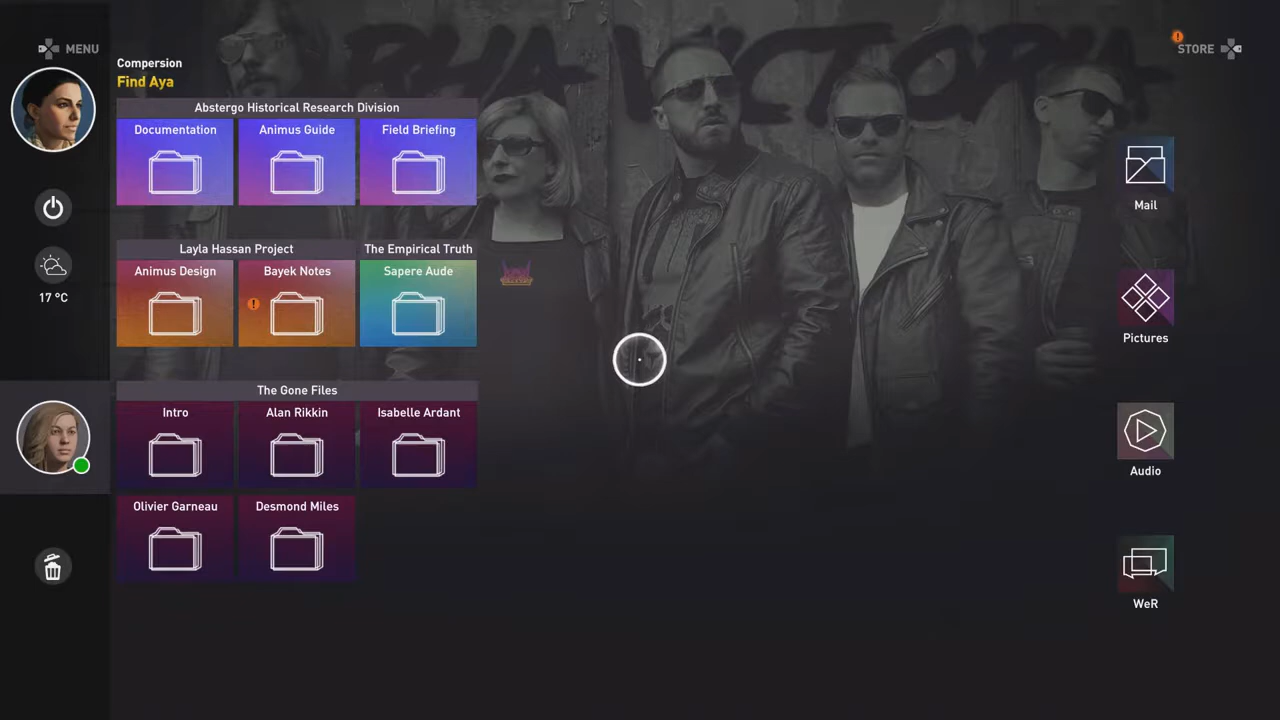 MENU
STORE
Compersion
Find Aya
Abstergo Historical Research Division
Documentation
Animus Guide
Field Briefing
Layla Hassan Project
The Empirical Truth
Animus Design
Bayek Notes
Sapere Aude
17 °C
The Gone Files
Intro
Alan Rikkin
Isabelle Ardant
Olivier Garneau
Desmond Miles
Mail
Pictures
Audio
WeR